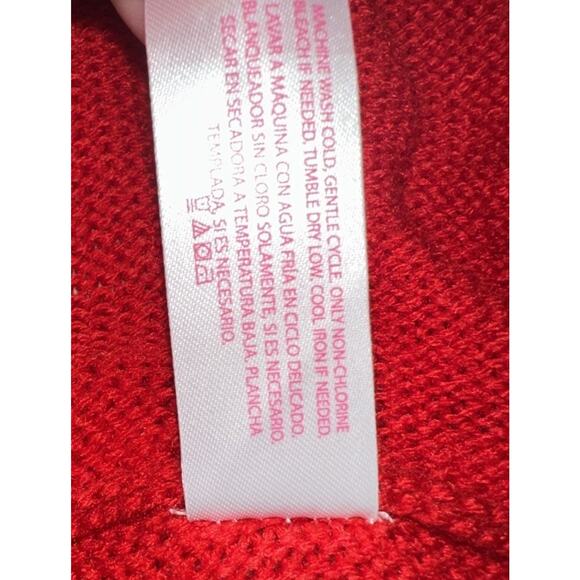 MACHINE WASH COLD, GENTLE CYCLE. ONLY NON-CHLORINE
BLEACH IF NEEDED. TUMBLE DRY LOW. COOL IRON IF NEEDED.
LAVAR A MÁQUINA CON AGUA FRÍA EN CICLO DELICADO.
BLANQUEADOR SIN CLORO SOLAMENTE, SI ES NECESARIO.
SECAR EN SECADORA A TEMPERATURA BAJA. PLANCHA
TEMPLADA, SI ES NECESARIO.